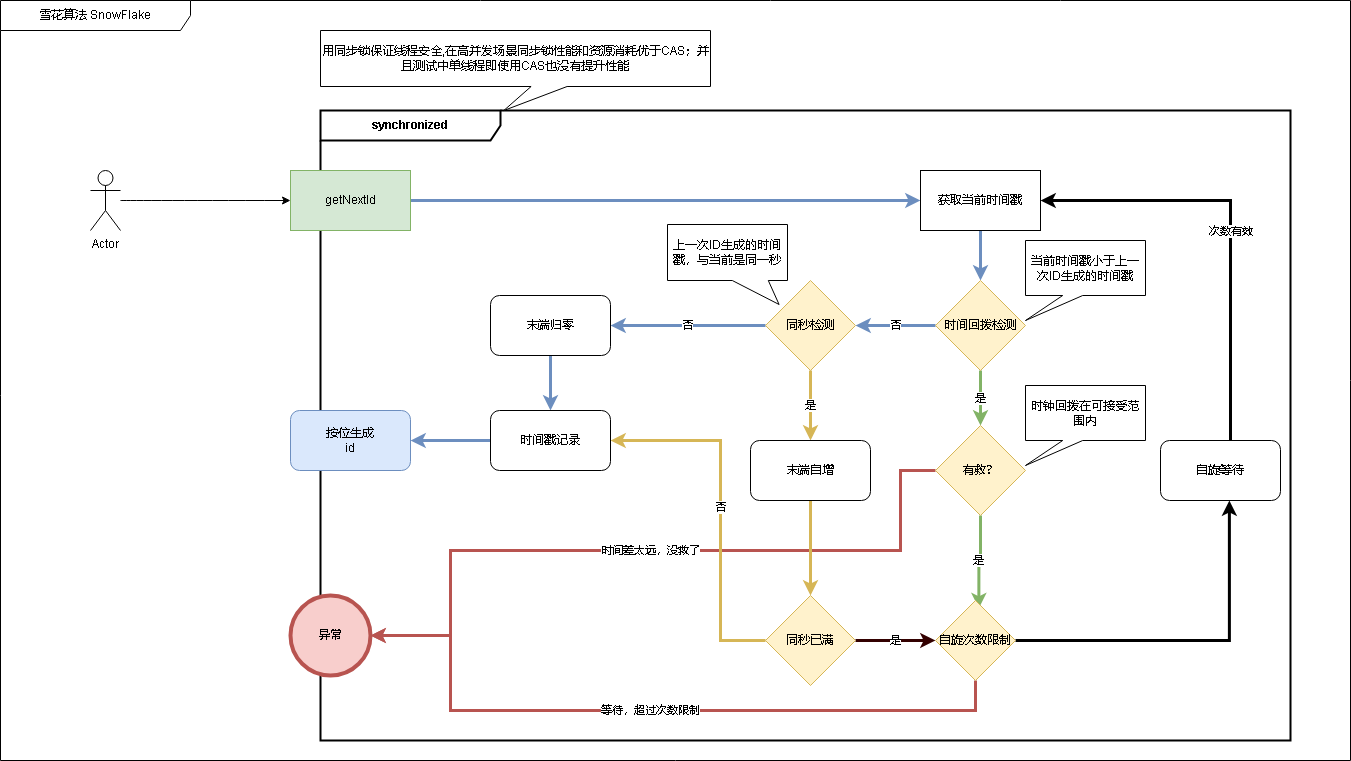 雪花算法 SnowFlake
用同步锁保证线程安全,在高并发场景同步锁性能和资源消耗优于CAS；并
且测试中单线程即使用CAS也没有提升性能
synchronized
getNextId
获取当前时间戳
次数有效
Actor
上一次ID生成的时间
戳，与当前是同一秒
当前时间戳小于上一
次ID生成的时间戳
末端归零
否
同秒检测
否
时间回拨检测
是
是
时钟回拨在可接受范
围内
按位生成
id
时间戳记录
末端自增
有救？
自旋等待
否
时间差太远，没救了
是
异常
同秒已满
是
自旋次数限制
等待，超过次数限制